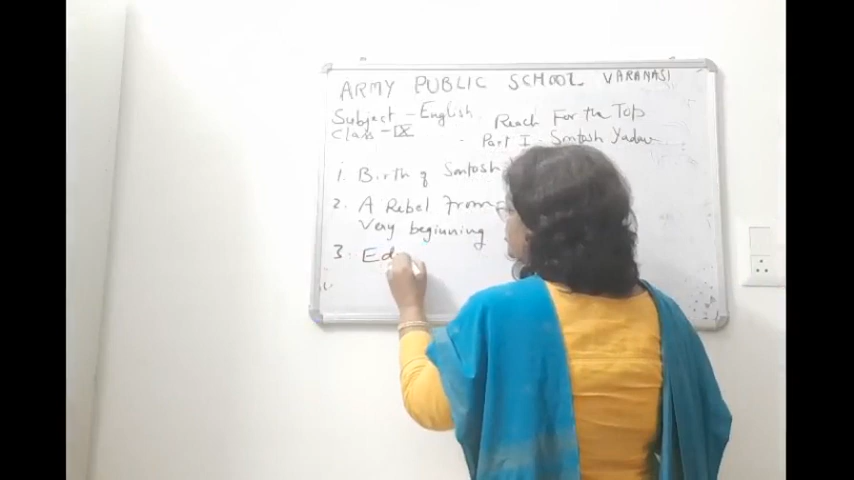 ARMY PUBLIC SCHOOL VARANASI
Subject - English.
Class - IX
Reach For the Top
Part I Santosh Yadav
1. Birth of Santosh
2. A Rebel From
Very beginning
3. Ed